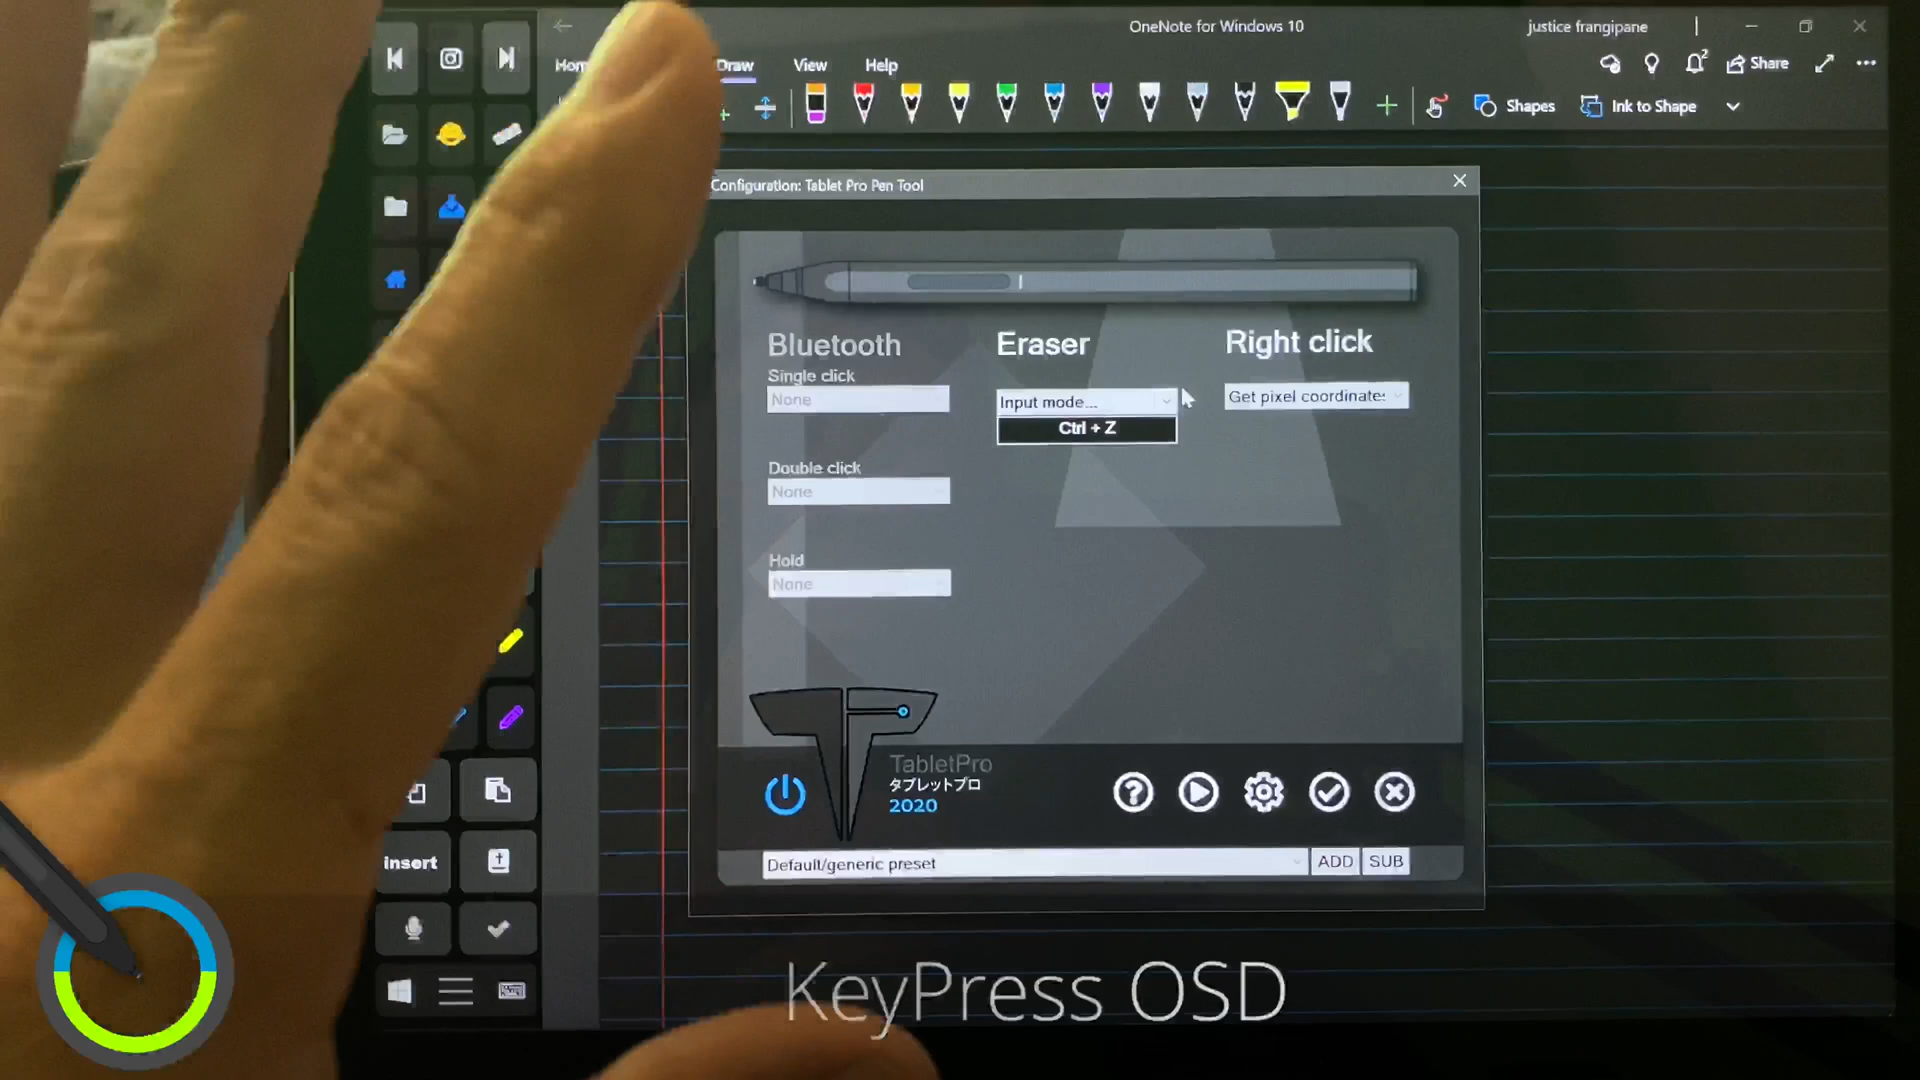 OneNote for Windows 10
justice frangipane
Draw
View
Help
2
Share
Shapes
Ink to Shape
Configuration: Tablet Pro Pen Tool
Bluetooth
Single click
None
Double click
None
Hold
None
Eraser
Input mode...
Ctrl + Z
Right click
Get pixel coordinate
TabletPro
タブレットプロ
2020
Default/generic preset
ADD
SUB
insert
KeyPress OSD